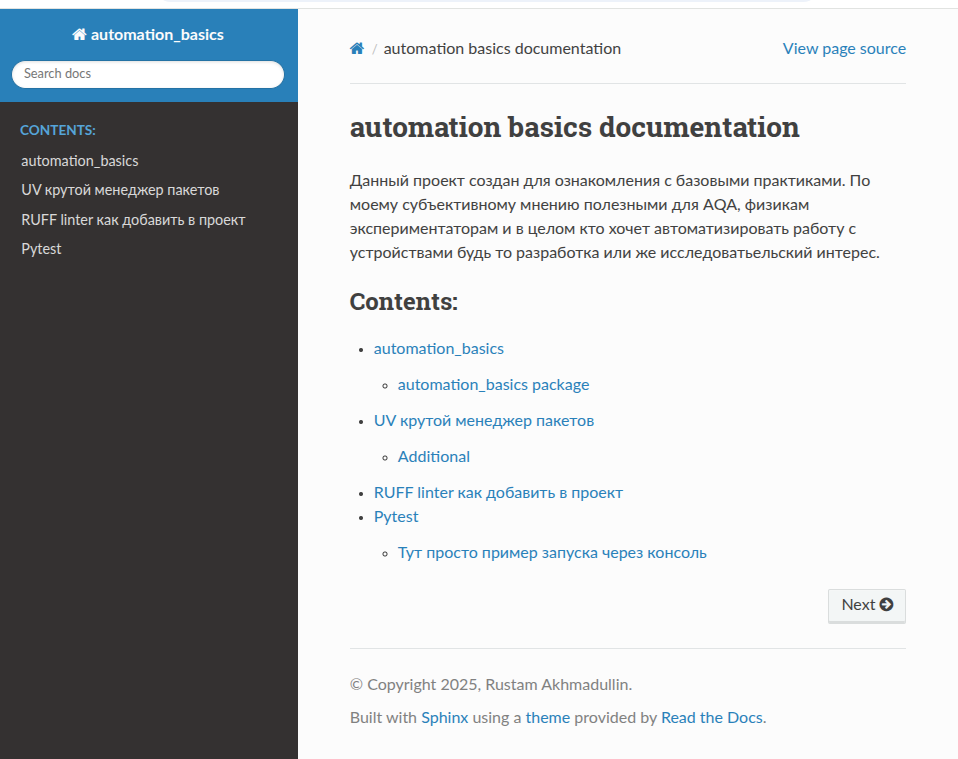 automation_basics
Search docs
CONTENTS:
automation_basics
UV крутой менеджер пакетов
RUFF linter как добавить в проект
Pytest
/ automation basics documentation
View page source
automation basics documentation
Данный проект создан для ознакомления с базовыми практиками. По
моему субъективному мнению полезными для AQA, физикам
экспериментаторам и в целом кто хочет автоматизировать работу с
устройствами будь то разработка или же исследоватьельский интерес.
Contents:
automation_basics
automation_basics package
UV крутой менеджер пакетов
Additional
RUFF linter как добавить в проект
Pytest
Тут просто пример запуска через консоль
Next
© Copyright 2025, Rustam Akhmadullin.
Built with Sphinx using a theme provided by Read the Docs.